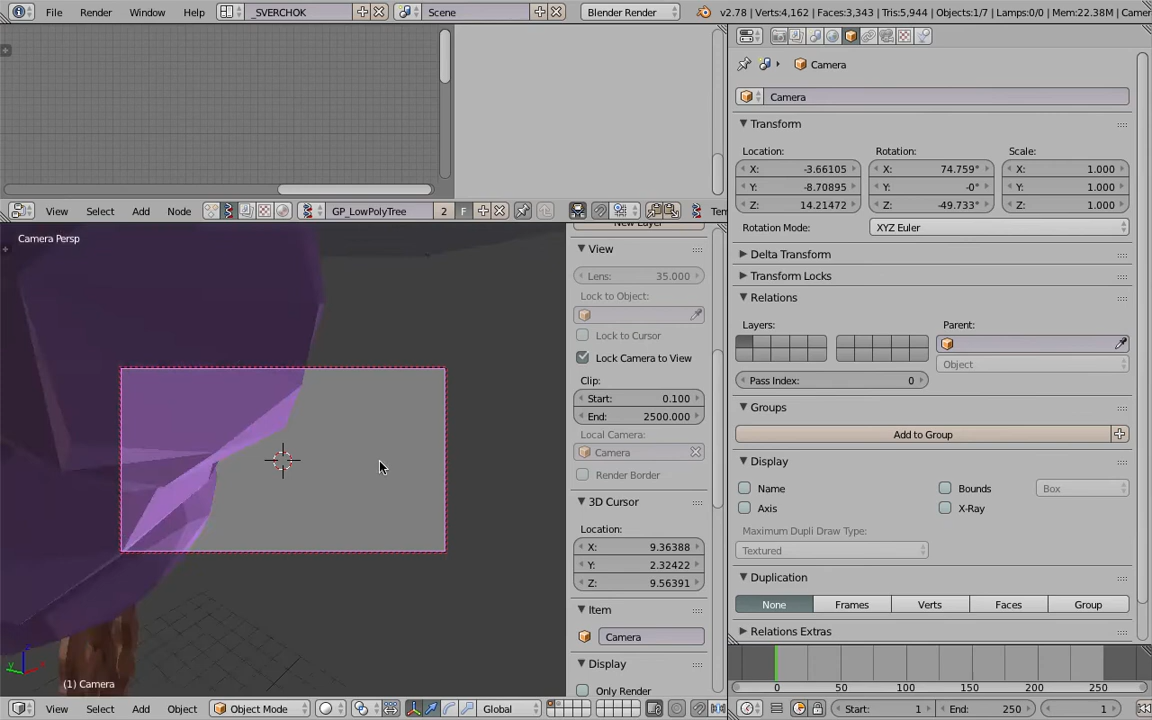 File Render Window Help _SVERCHOK Scene Blender Render v2.78 | Verts:4,162 | Faces:3,343 | Tris:5,944 | Objects:1/7 | Lamps:0/0 | Mem:22.38M | Camer
Camera
Camera
Transform
Location: Rotation: Scale:
X: -3.66105 X: 74.759° X: 1.000
Y: -8.70895 Y: -0° Y: 1.000
Z: 14.21472 Z: -49.733° Z: 1.000
Rotation Mode: XYZ Euler
Delta Transform
Transform Locks
Relations
Layers: Parent:
Object
Pass Index: 0
Groups
Add to Group
Display
Name Bounds Box
Axis X-Ray
Maximum Dupli Draw Type:
Textured
Duplication
None Frames Verts Faces Group
Relations Extras
View Select Add Node GP_LowPolyTree 2 F Tem
Camera Persp
New Layer
View
Lens: 35.000
Lock to Object:
Lock to Cursor
Lock Camera to View
Clip:
Start: 0.100
End: 2500.000
Local Camera:
Camera
Render Border
3D Cursor
Location:
X: 9.36388
Y: 2.32422
Z: 9.56391
Item
Camera
Display
Only Render
z
y
(1) Camera
0 50 100 150 200 250
View Select Add Object Object Mode Global
Start: 1 End: 250 1